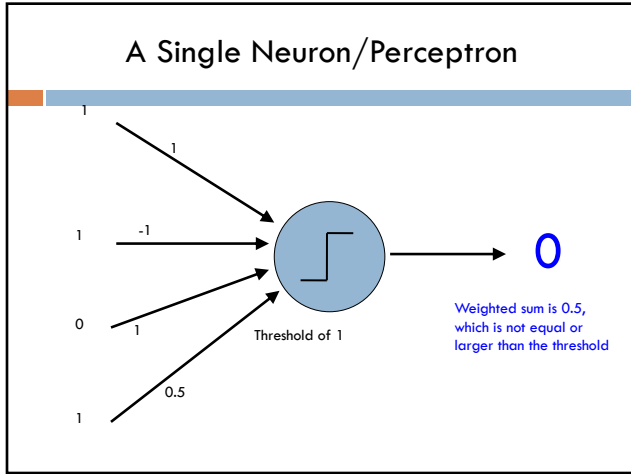 A Single Neuron/Perceptron
1
1
1
-1
0
1
1
0.5
Threshold of 1
0
Weighted sum is 0.5,
which is not equal or
larger than the threshold